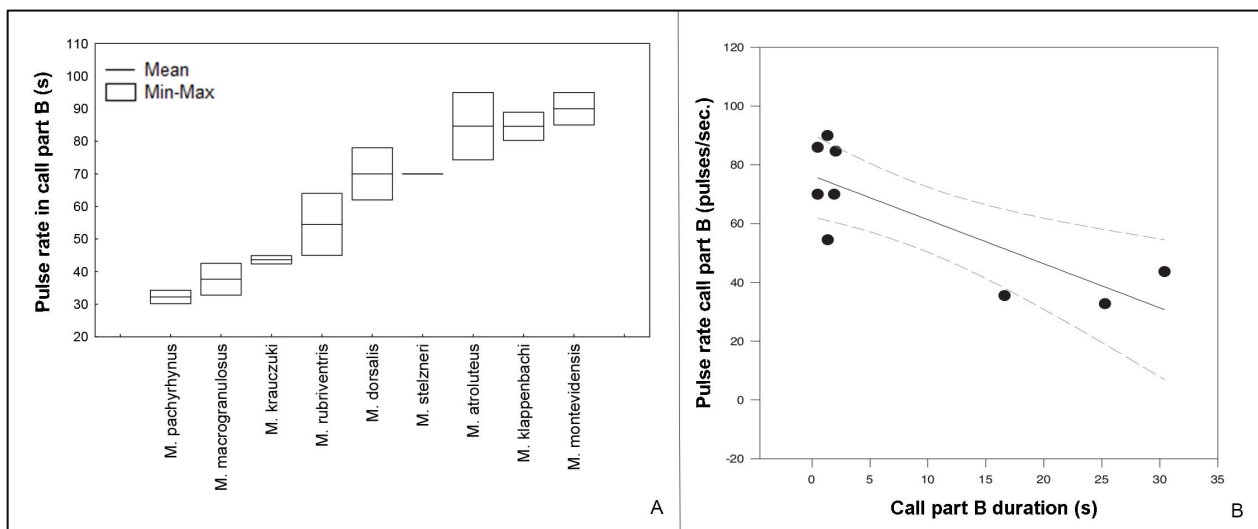 Pulse rate in call part B (s)
110
100
90
80
70
60
50
40
30
20
Mean
Min-Max
M. pachyrhynus
M. macrogranulosus
M. krauczuki
M. rubriventris
M. dorsalis
M. stelzneri
M. atroluteus
M. klappenbachi
M. montevidensis
A
Pulse rate call part B (pulses/sec.)
120
100
80
60
40
20
0
-20
0
5
10
15
20
25
30
35
Call part B duration (s)
B